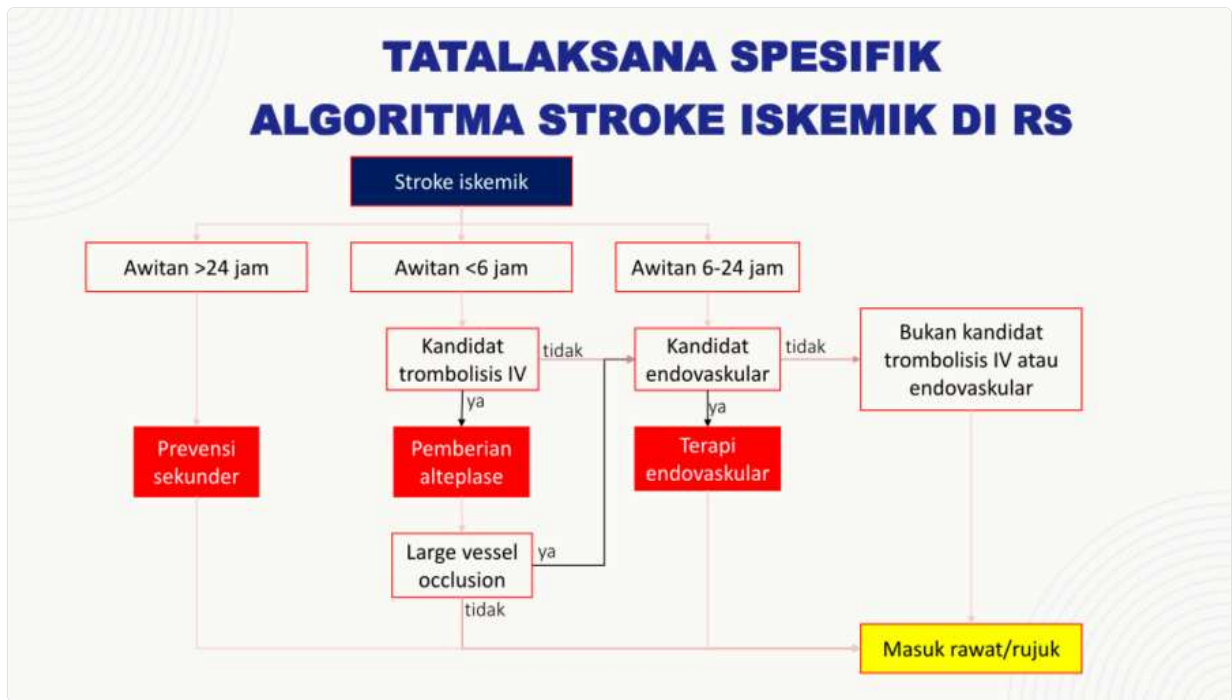 TATALAKSANA SPESIFIK
ALGORITMA STROKE ISKEMIK DI RS
Stroke iskemik
Awitan >24 jam
Awitan <6 jam
Awitan 6-24 jam
Kandidat
trombolisis IV
tidak
Kandidat
endovaskular
tidak
Bukan kandidat
trombolisis IV atau
endovaskular
ya
ya
Prevensi
sekunder
Pemberian
alteplase
Terapi
endovaskular
Large vessel
occlusion
ya
tidak
Masuk rawat/rujuk